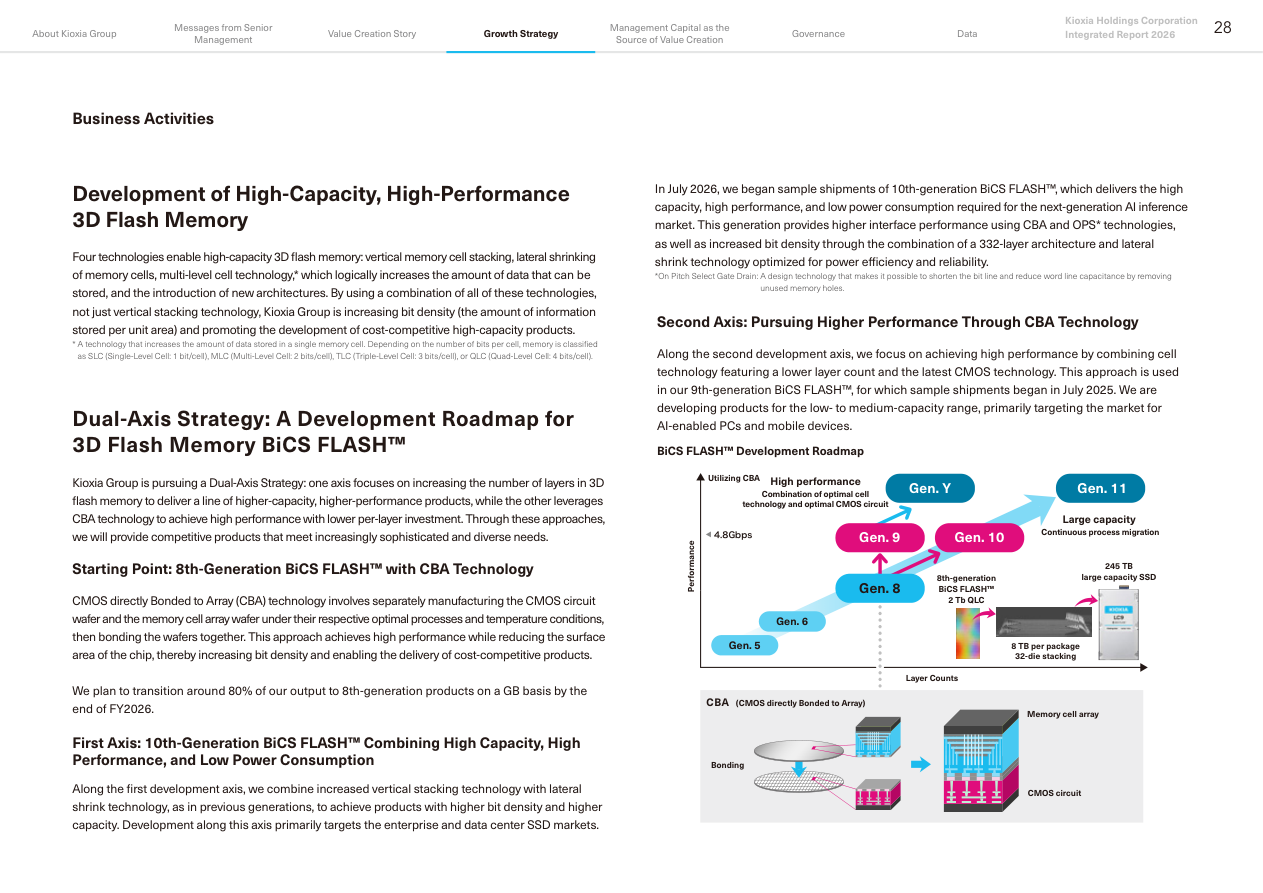 About Kioxia Group
Messages from Senior
Management
Value Creation Story
Growth Strategy
Management Capital as the
Source of Value Creation
Governance
Data
Kioxia Holdings Corporation
Integrated Report 2026
28
Business Activities
Development of High-Capacity, High-Performance
3D Flash Memory
Four technologies enable high-capacity 3D flash memory: vertical memory cell stacking, lateral shrinking
of memory cells, multi-level cell technology,* which logically increases the amount of data that can be
stored, and the introduction of new architectures. By using a combination of all of these technologies,
not just vertical stacking technology, Kioxia Group is increasing bit density (the amount of information
stored per unit area) and promoting the development of cost-competitive high-capacity products.
* A technology that increases the amount of data stored in a single memory cell. Depending on the number of bits per cell, memory is classified
as SLC (Single-Level Cell: 1 bit/cell), MLC (Multi-Level Cell: 2 bits/cell), TLC (Triple-Level Cell: 3 bits/cell), or QLC (Quad-Level Cell: 4 bits/cell).
Dual-Axis Strategy: A Development Roadmap for
3D Flash Memory BiCS FLASH™
Kioxia Group is pursuing a Dual-Axis Strategy: one axis focuses on increasing the number of layers in 3D
flash memory to deliver a line of higher-capacity, higher-performance products, while the other leverages
CBA technology to achieve high performance with lower per-layer investment. Through these approaches,
we will provide competitive products that meet increasingly sophisticated and diverse needs.
Starting Point: 8th-Generation BiCS FLASH™ with CBA Technology
CMOS directly Bonded to Array (CBA) technology involves separately manufacturing the CMOS circuit
wafer and the memory cell array wafer under their respective optimal processes and temperature conditions,
then bonding the wafers together. This approach achieves high performance while reducing the surface
area of the chip, thereby increasing bit density and enabling the delivery of cost-competitive products.
We plan to transition around 80% of our output to 8th-generation products on a GB basis by the
end of FY2026.
First Axis: 10th-Generation BiCS FLASH™ Combining High Capacity, High
Performance, and Low Power Consumption
Along the first development axis, we combine increased vertical stacking technology with lateral
shrink technology, as in previous generations, to achieve products with higher bit density and higher
capacity. Development along this axis primarily targets the enterprise and data center SSD markets.
In July 2026, we began sample shipments of 10th-generation BiCS FLASH™, which delivers the high
capacity, high performance, and low power consumption required for the next-generation AI inference
market. This generation provides higher interface performance using CBA and OPS* technologies,
as well as increased bit density through the combination of a 332-layer architecture and lateral
shrink technology optimized for power efficiency and reliability.
*On Pitch Select Gate Drain: A design technology that makes it possible to shorten the bit line and reduce word line capacitance by removing
unused memory holes.
Second Axis: Pursuing Higher Performance Through CBA Technology
Along the second development axis, we focus on achieving high performance by combining cell
technology featuring a lower layer count and the latest CMOS technology. This approach is used
in our 9th-generation BiCS FLASH™, for which sample shipments began in July 2025. We are
developing products for the low- to medium-capacity range, primarily targeting the market for
AI-enabled PCs and mobile devices.
BiCS FLASH™ Development Roadmap
Utilizing CBA
High performance
Combination of optimal cell
technology and optimal CMOS circuit
Gen. Y
Gen. 11
Large capacity
Continuous process migration
4.8Gbps
Gen. 9
Gen. 10
Performance
Gen. 8
Gen. 6
Gen. 5
8th-generation
BiCS FLASH™
2 Tb QLC
245 TB
large capacity SSD
KIOXIA
LC9
8 TB per package
32-die stacking
Layer Counts
CBA (CMOS directly Bonded to Array)
Memory cell array
Bonding
CMOS circuit